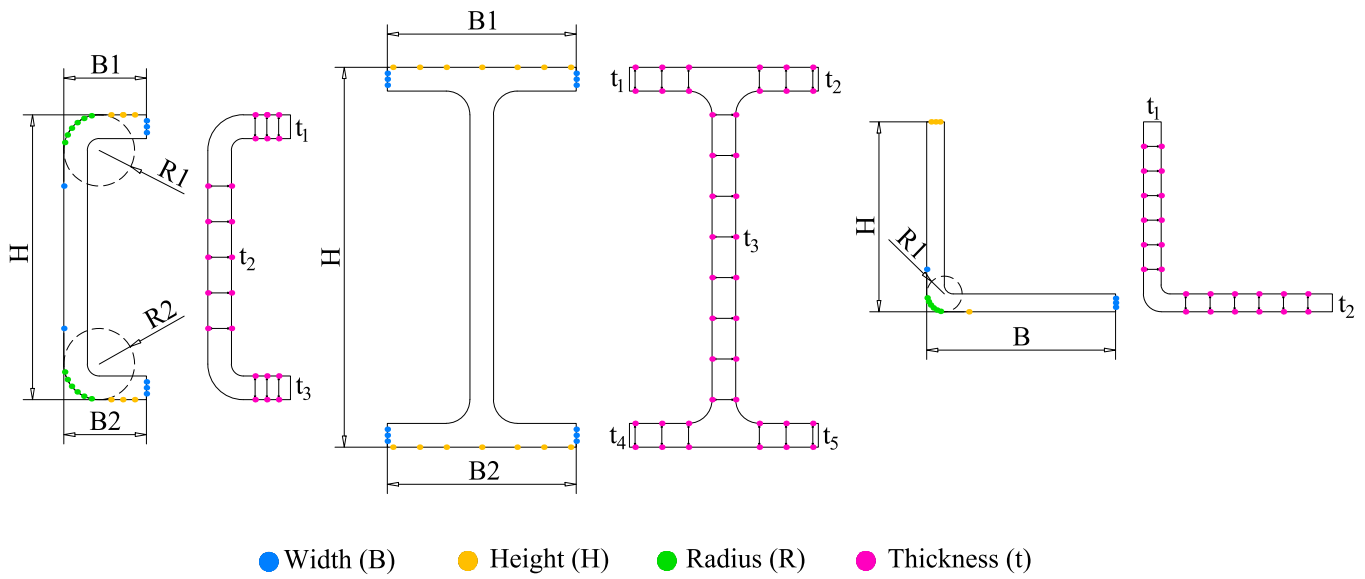 B1
R1
H
R2
B2
t1
t2
t3
B1
H
B2
t1
t2
t3
t4
t5
H
R1
B
t1
t2
Width (B)
Height (H)
Radius (R)
Thickness (t)